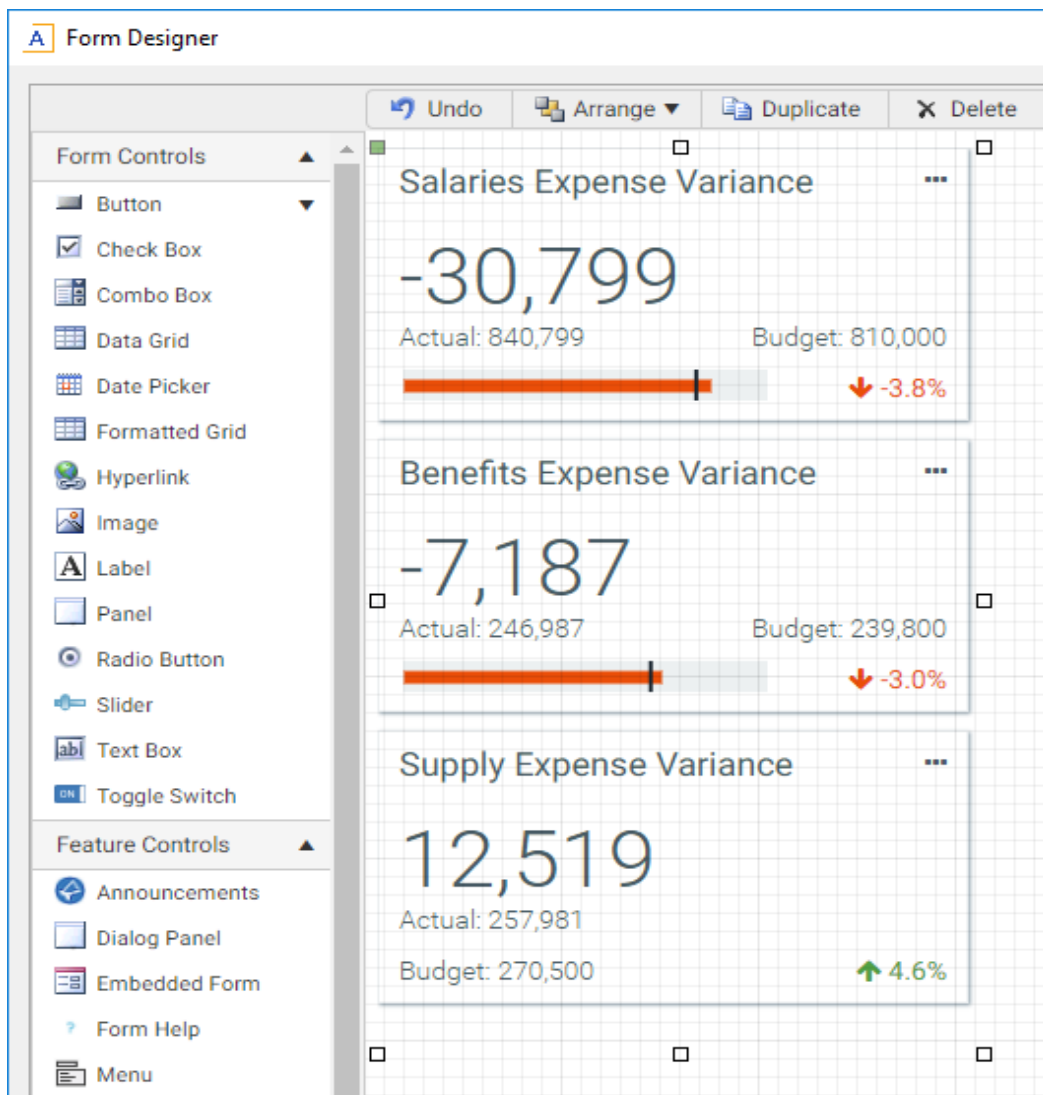 A Form Designer
Undo Arrange Duplicate Delete
Form Controls
Button
Check Box
Combo Box
Data Grid
Date Picker
Formatted Grid
Hyperlink
Image
A Label
Panel
Radio Button
Slider
abl Text Box
ON Toggle Switch
Feature Controls
Announcements
Dialog Panel
Embedded Form
? Form Help
Menu
Salaries Expense Variance
-30,799
Actual: 840,799 Budget: 810,000
-3.8%
Benefits Expense Variance
-7,187
Actual: 246,987 Budget: 239,800
-3.0%
Supply Expense Variance
12,519
Actual: 257,981
Budget: 270,500 4.6%